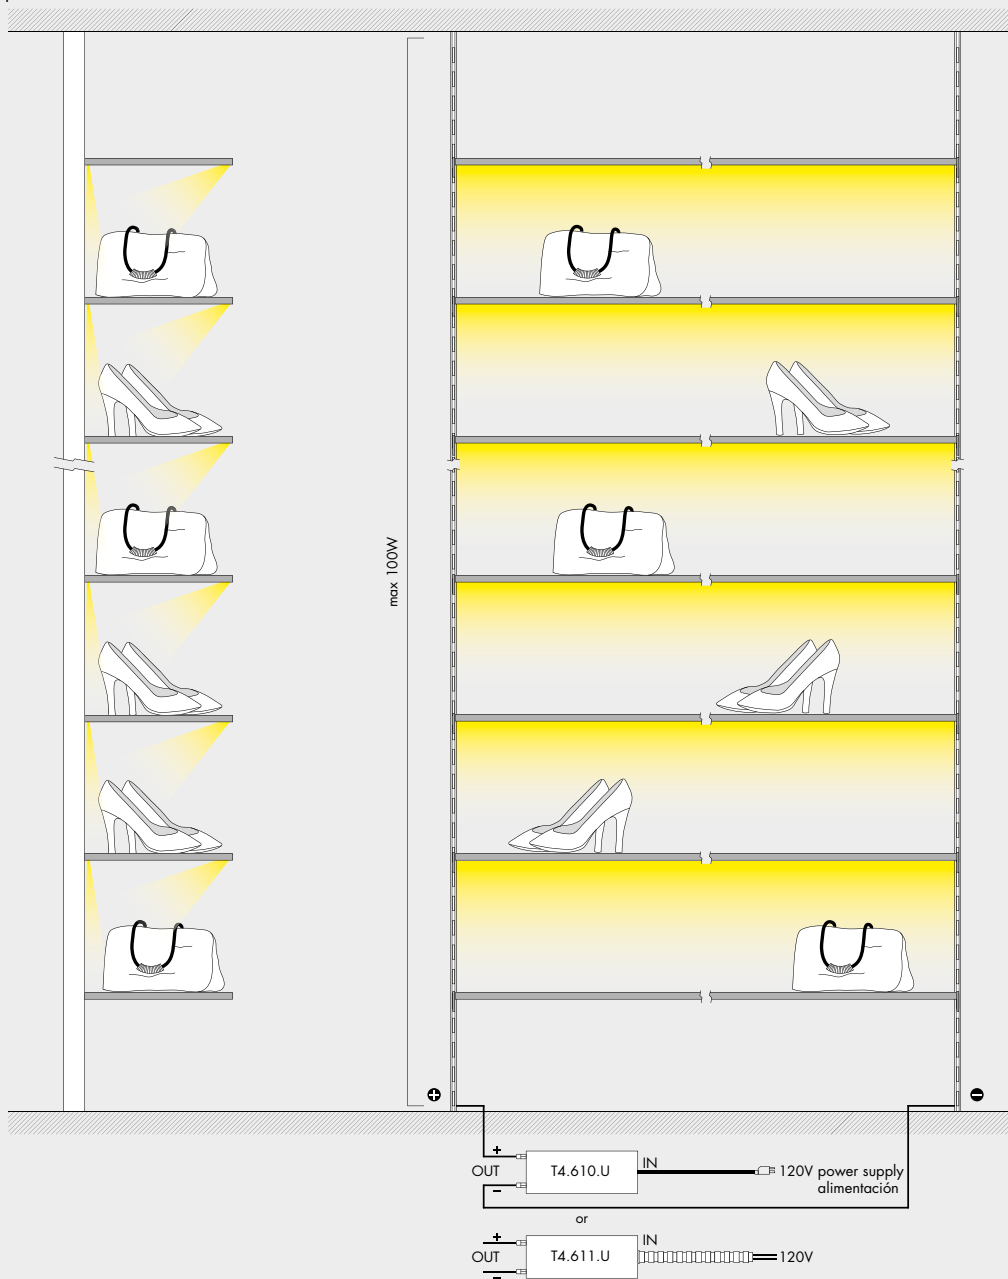 max 100W
+
OUT
T4.610.U
IN
120V power supply
alimentación
−
or
+
OUT
T4.611.U
IN
120V
−